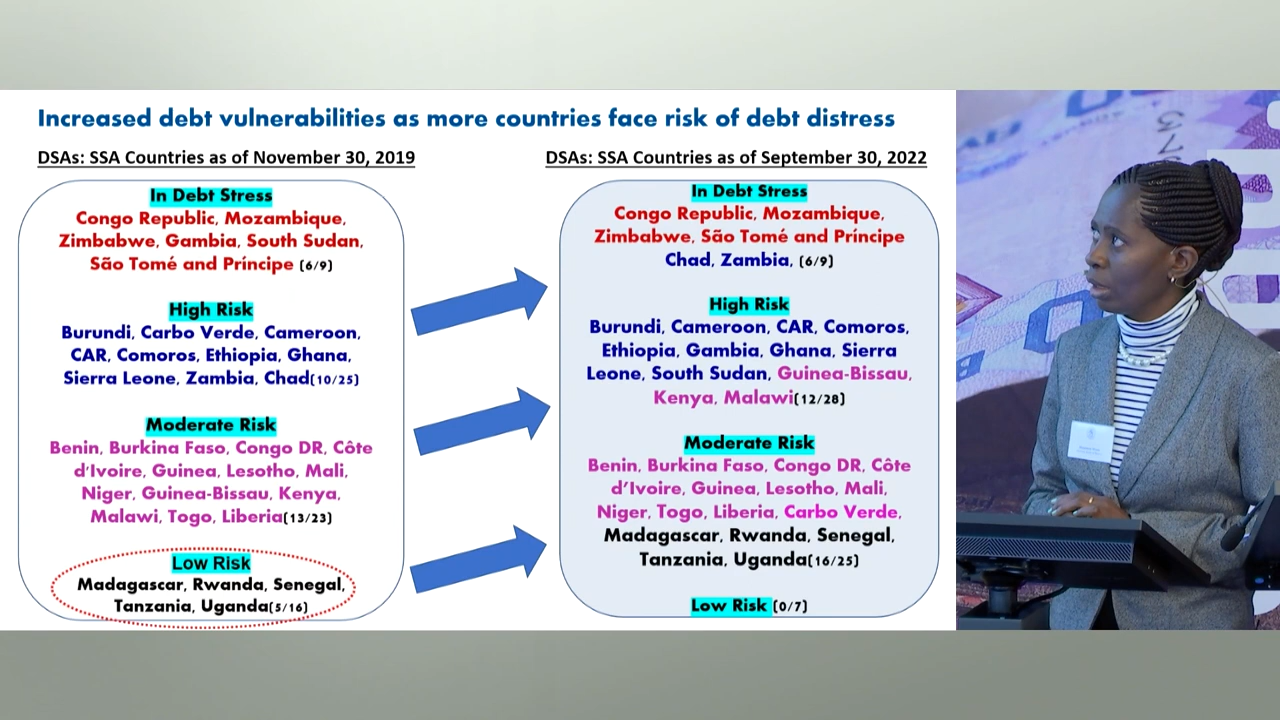 Increased debt vulnerabilities as more countries face risk of debt distress
DSAs: SSA Countries as of November 30, 2019
In Debt Stress
Congo Republic, Mozambique,
Zimbabwe, Gambia, South Sudan,
São Tomé and Príncipe (6/9)
High Risk
Burundi, Carbo Verde, Cameroon,
CAR, Comoros, Ethiopia, Ghana,
Sierra Leone, Zambia, Chad(10/25)
Moderate Risk
Benin, Burkina Faso, Congo DR, Côte
d'Ivoire, Guinea, Lesotho, Mali,
Niger, Guinea-Bissau, Kenya,
Malawi, Togo, Liberia(13/23)
Low Risk
Madagascar, Rwanda, Senegal,
Tanzania, Uganda(5/16)
DSAs: SSA Countries as of September 30, 2022
In Debt Stress
Congo Republic, Mozambique,
Zimbabwe, São Tomé and Príncipe
Chad, Zambia, (6/9)
High Risk
Burundi, Cameroon, CAR, Comoros,
Ethiopia, Gambia, Ghana, Sierra
Leone, South Sudan, Guinea-Bissau,
Kenya, Malawi(12/28)
Moderate Risk
Benin, Burkina Faso, Congo DR, Côte
d’Ivoire, Guinea, Lesotho, Mali,
Niger, Togo, Liberia, Carbo Verde,
Madagascar, Rwanda, Senegal,
Tanzania, Uganda(16/25)
Low Risk (0/7)